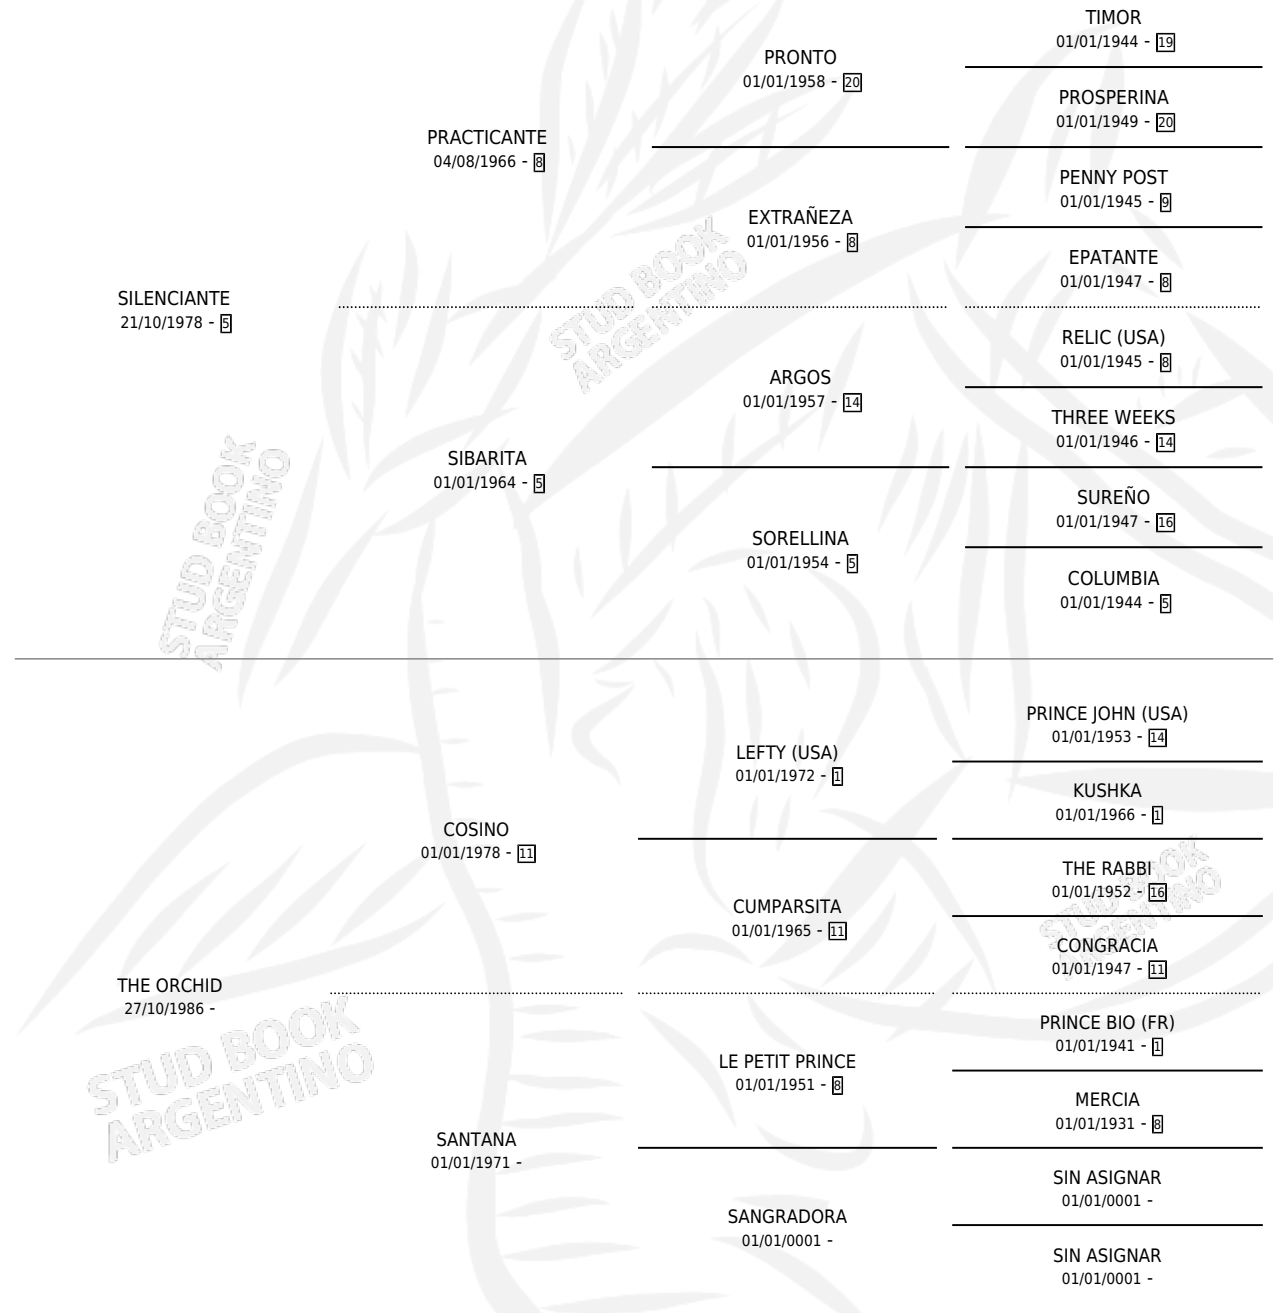 TIMOR
01/01/1944 - 19
PRONTO
01/01/1958 - 20
PROSPERINA
01/01/1949 - 20
PRACTICANTE
04/08/1966 - 8
PENNY POST
01/01/1945 - 9
EXTRAÑEZA
01/01/1956 - 8
EPATANTE
01/01/1947 - 8
SILENCIANTE
21/10/1978 - 5
RELIC (USA)
01/01/1945 - 8
ARGOS
01/01/1957 - 14
THREE WEEKS
01/01/1946 - 14
SIBARITA
01/01/1964 - 5
SUREÑO
01/01/1947 - 16
SORELLINA
01/01/1954 - 5
COLUMBIA
01/01/1944 - 5
PRINCE JOHN (USA)
01/01/1953 - 14
LEFTY (USA)
01/01/1972 - 1
KUSHKA
01/01/1966 - 1
COSINO
01/01/1978 - 11
THE RABBI
01/01/1952 - 16
CUMPARSITA
01/01/1965 - 11
CONGRACIA
01/01/1947 - 11
THE ORCHID
27/10/1986 -
PRINCE BIO (FR)
01/01/1941 - 1
LE PETIT PRINCE
01/01/1951 - 8
MERCIA
01/01/1931 - 8
SANTANA
01/01/1971 -
SIN ASIGNAR
01/01/0001 -
SANGRADORA
01/01/0001 -
SIN ASIGNAR
01/01/0001 -
STUD BOOK
ARGENTINO
STUD BOOK
ARGENTINO
STUD BOOK
ARGENTINO
STUD BOOK
ARGENTINO